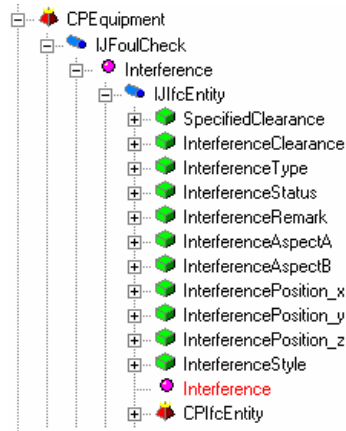 CPEquipment
IJFoulCheck
Interference
IJIfcEntity
SpecifiedClearance
InterferenceClearance
InterferenceType
InterferenceStatus
InterferenceRemark
InterferenceAspectA
InterferenceAspectB
InterferencePosition_x
InterferencePosition_y
InterferencePosition_z
InterferenceStyle
Interference
CPIfcEntity